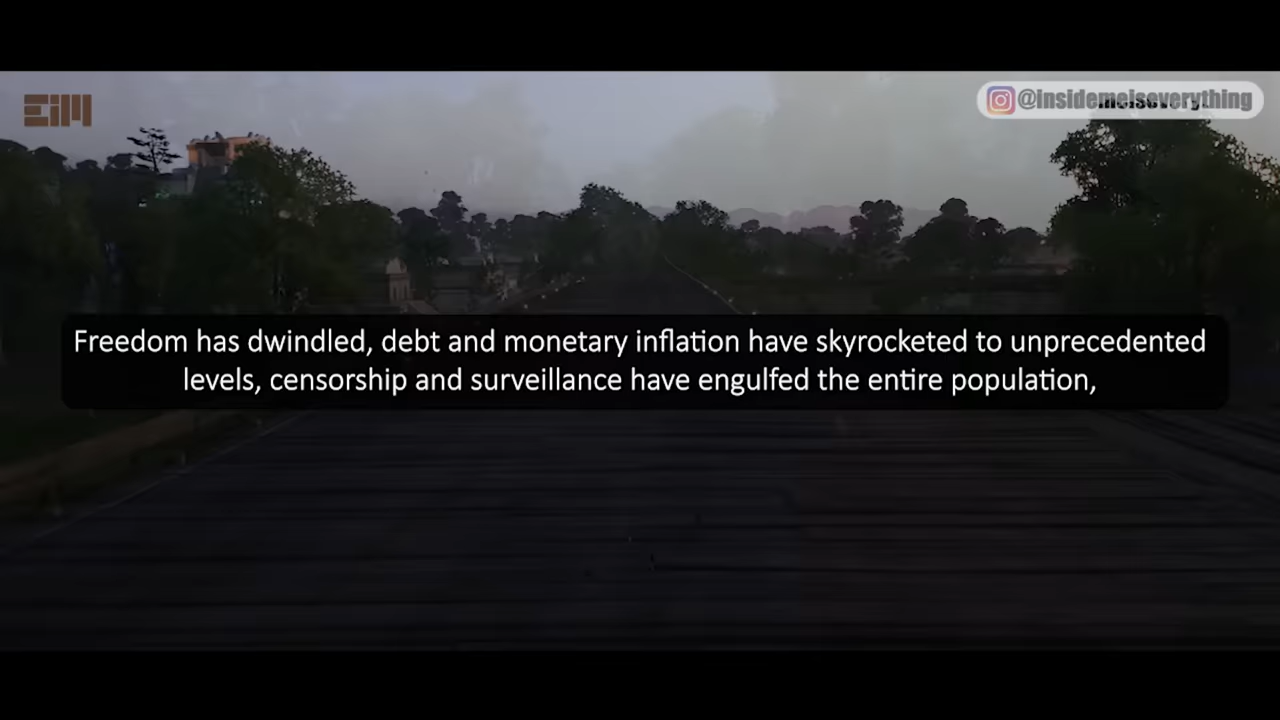 EiM
@insidemeiseverything
Freedom has dwindled, debt and monetary inflation have skyrocketed to unprecedented
levels, censorship and surveillance have engulfed the entire population,